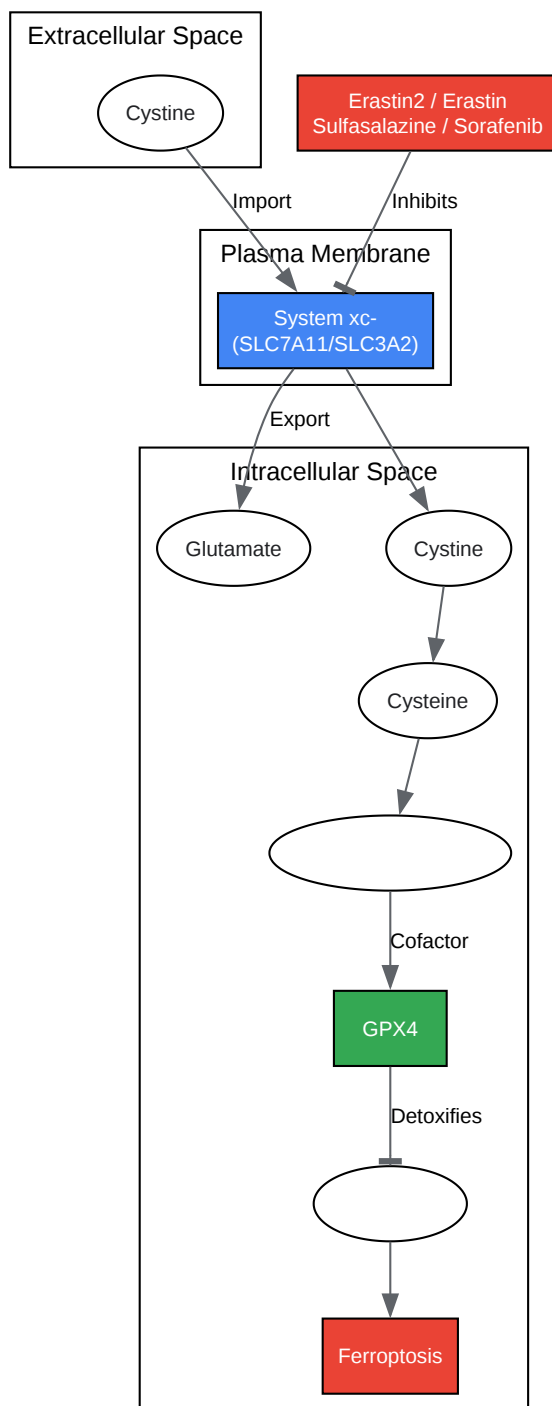 Extracellular Space
Cystine
Erastin2 / Erastin
Sulfasalazine / Sorafenib
Import
Inhibits
Plasma Membrane
System xc-
(SLC7A11/SLC3A2)
Export
Intracellular Space
Glutamate
Cystine
Cysteine
Cofactor
GPX4
Detoxifies
Ferroptosis